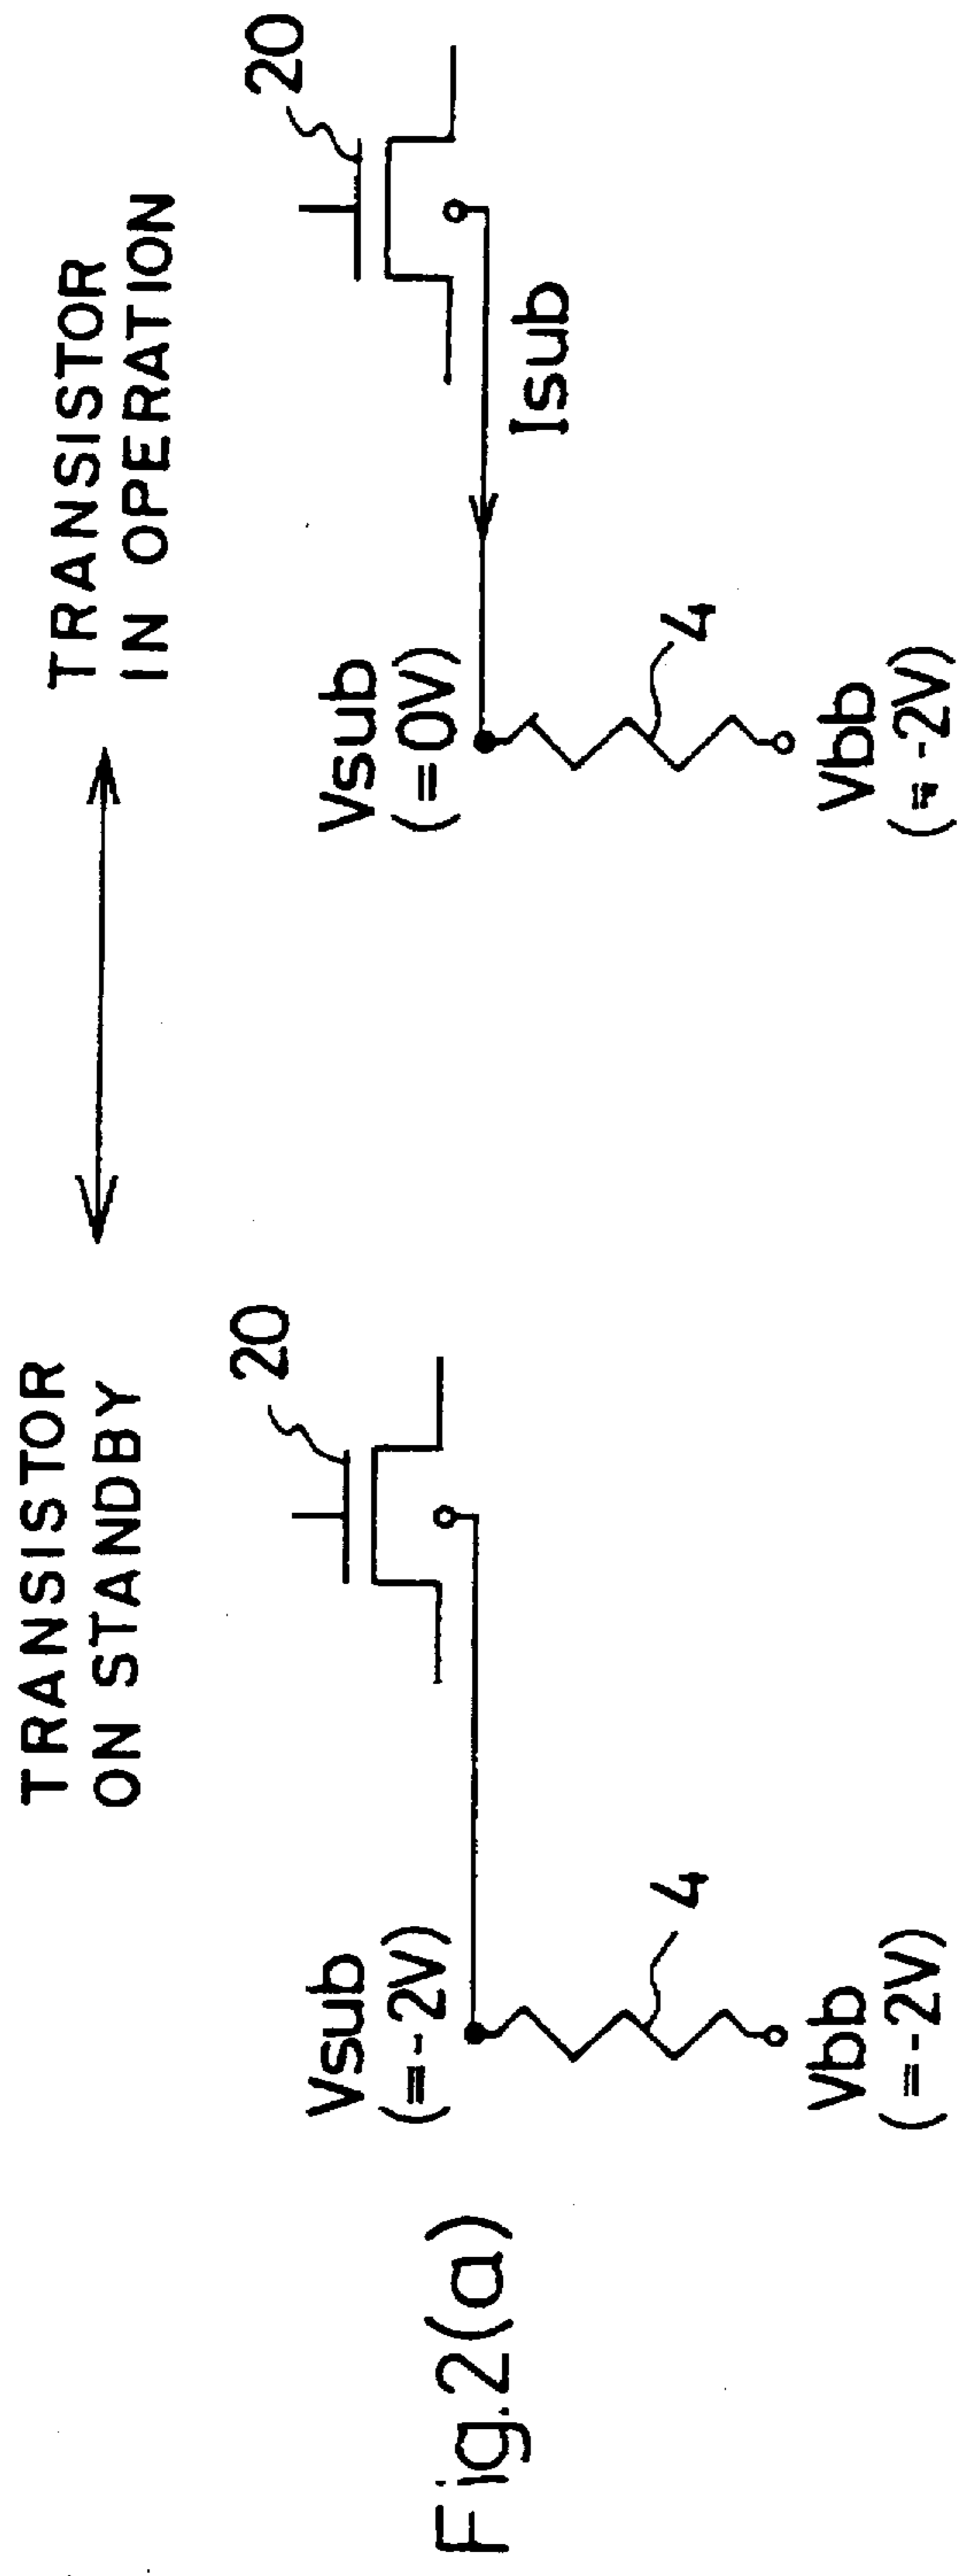 TRANSISTOR
ON STANDBY
TRANSISTOR
IN OPERATION
20
20
Vsub
(=-2V)
Vsub
(=0V)
Isub
4
4
Vbb
(=-2V)
Vbb
(=-2V)
Fig.2(a)